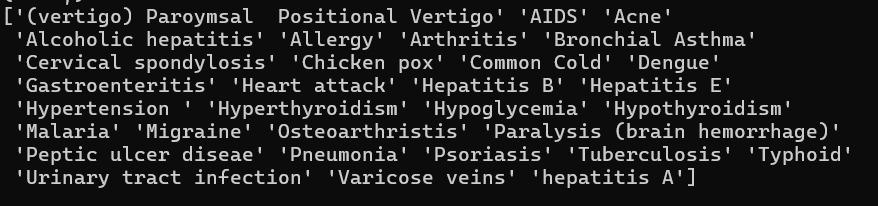 ['(vertigo) Paroymsal  Positional Vertigo' 'AIDS' 'Acne'
 'Alcoholic hepatitis' 'Allergy' 'Arthritis' 'Bronchial Asthma'
 'Cervical spondylosis' 'Chicken pox' 'Common Cold' 'Dengue'
 'Gastroenteritis' 'Heart attack' 'Hepatitis B' 'Hepatitis E'
 'Hypertension ' 'Hyperthyroidism' 'Hypoglycemia' 'Hypothyroidism'
 'Malaria' 'Migraine' 'Osteoarthristis' 'Paralysis (brain hemorrhage)'
 'Peptic ulcer diseae' 'Pneumonia' 'Psoriasis' 'Tuberculosis' 'Typhoid'
 'Urinary tract infection' 'Varicose veins' 'hepatitis A']